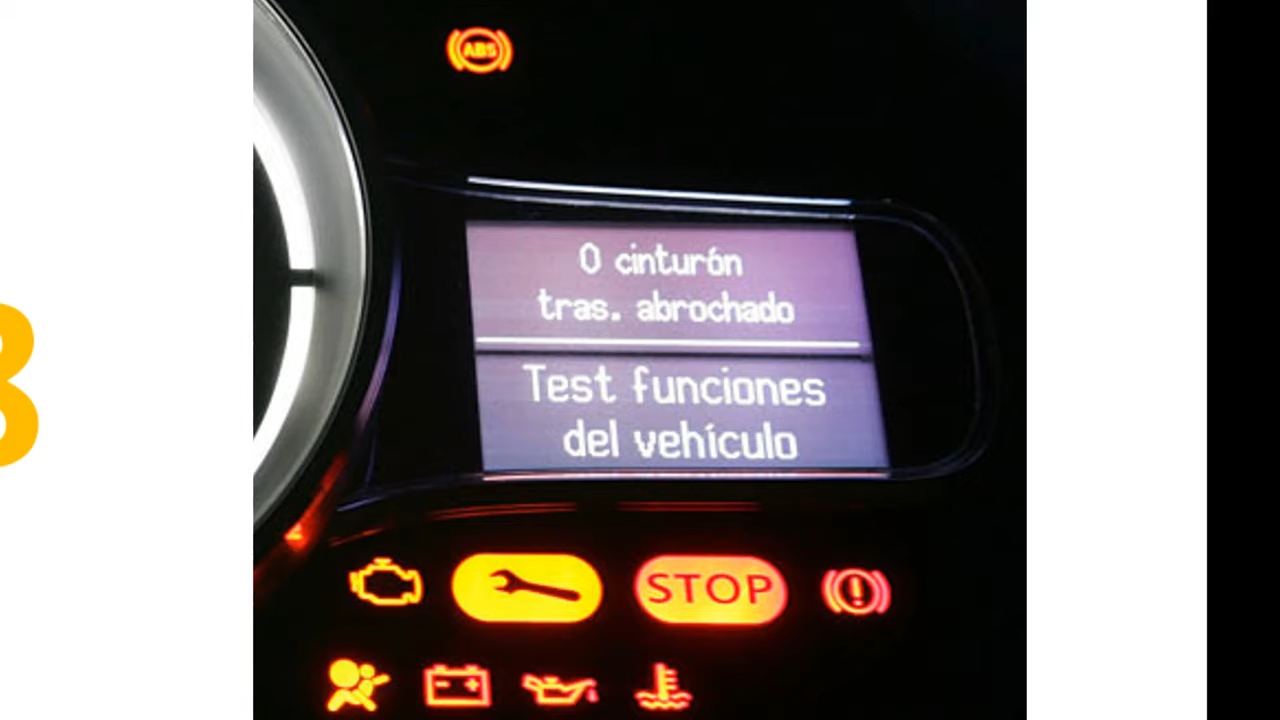 ABS
0 cinturón
tras. abrochado
Test funciones
del vehículo
STOP